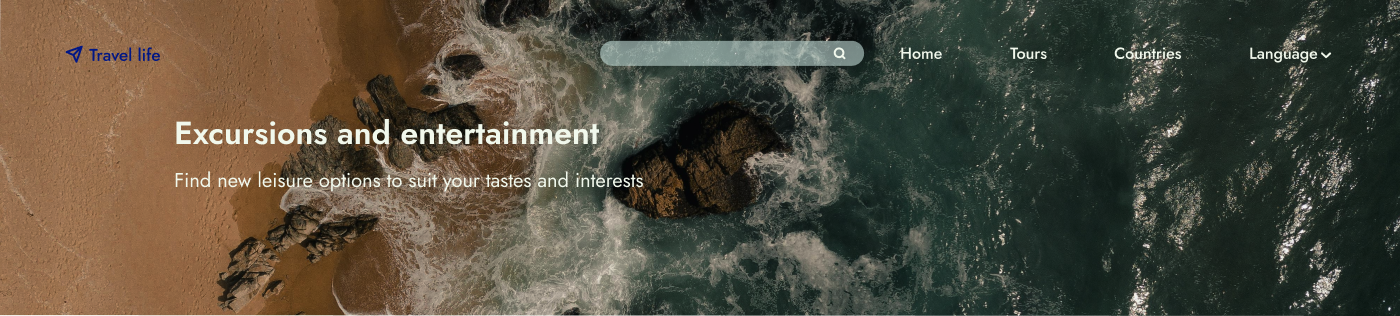 Travel life
Home
Tours
Countries
Language
Excursions and entertainment
Find new leisure options to suit your tastes and interests